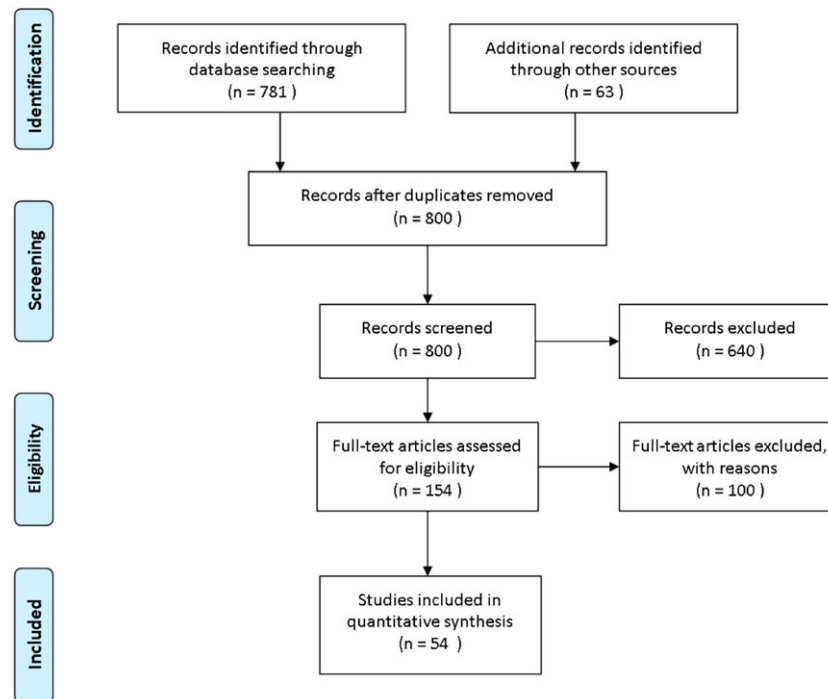 Identification
Records identified through
database searching
(n = 781 )
Additional records identified
through other sources
(n = 63 )
Records after duplicates removed
(n = 800 )
Screening
Records screened
(n = 800 )
Records excluded
(n = 640 )
Eligibility
Full-text articles assessed
for eligibility
(n = 154 )
Full-text articles excluded,
with reasons
(n = 100 )
Included
Studies included in
quantitative synthesis
(n = 54 )